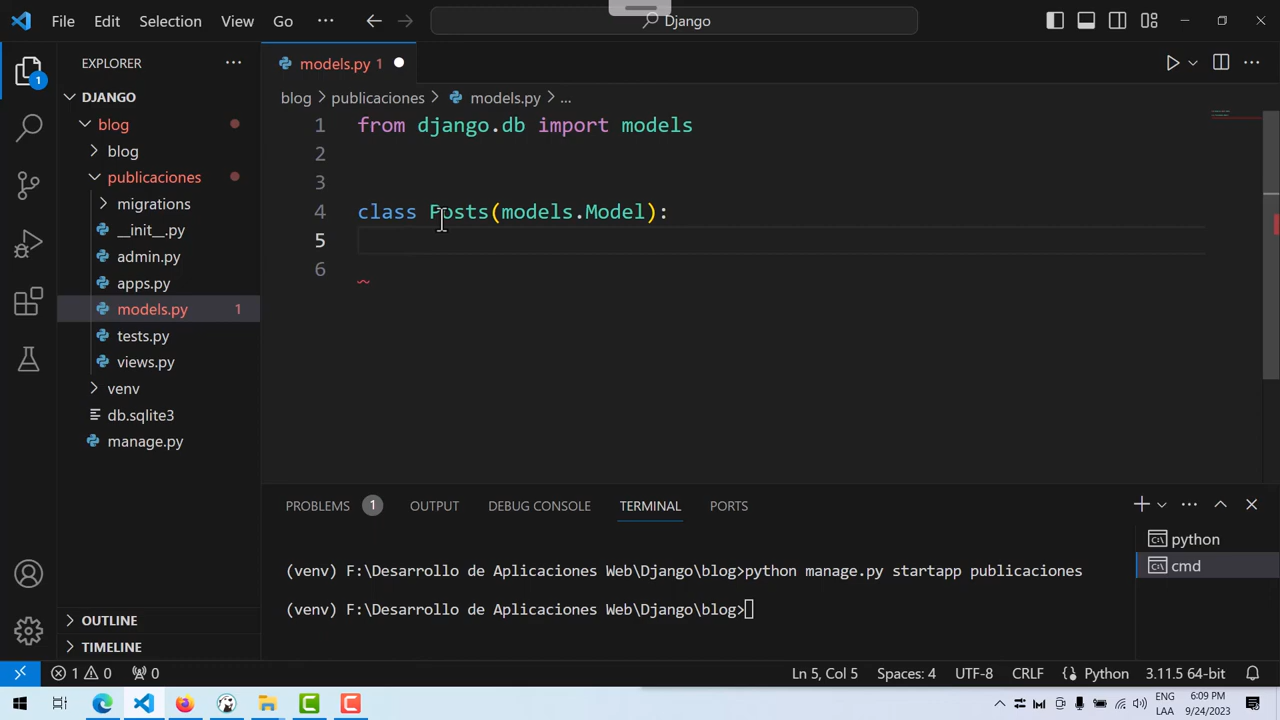 File Edit Selection View Go ··· Django
EXPLORER ···
models.py 1
DJANGO
blog > publicaciones > models.py > ...
blog
blog
publicaciones
migrations
__init__.py
admin.py
apps.py
models.py 1
tests.py
views.py
venv
db.sqlite3
manage.py
OUTLINE
TIMELINE
1 from django.db import models
2
3
4 class Posts(models.Model):
5
6
PROBLEMS 1 OUTPUT DEBUG CONSOLE TERMINAL PORTS
(venv) F:\Desarrollo de Aplicaciones Web\Django\blog>python manage.py startapp publicaciones
(venv) F:\Desarrollo de Aplicaciones Web\Django\blog>
python
cmd
1 0 0 Ln 5, Col 5 Spaces: 4 UTF-8 CRLF Python 3.11.5 64-bit
ENG 6:09 PM
LAA 9/24/2023